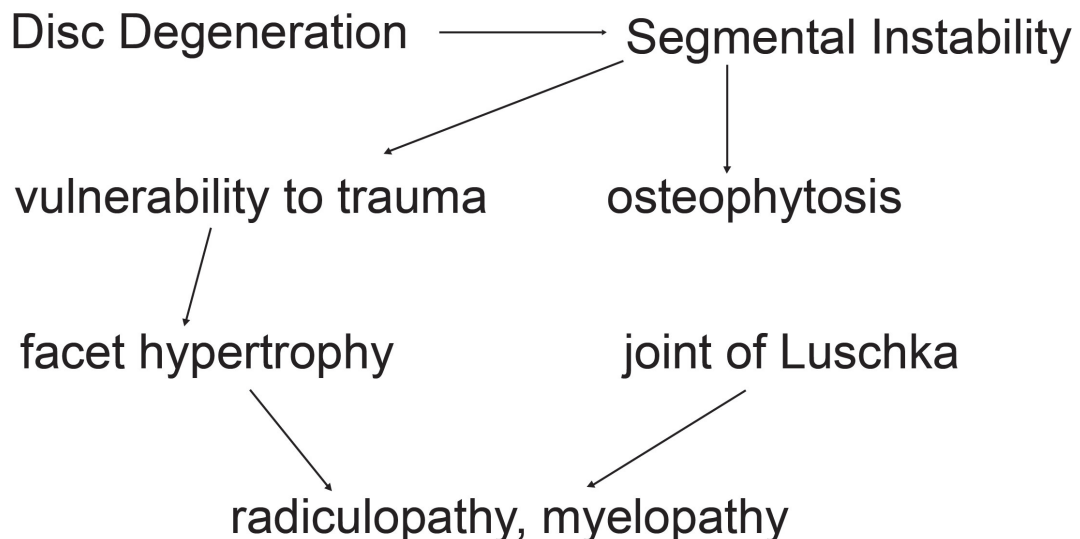 Disc Degeneration
Segmental Instability
vulnerability to trauma
osteophytosis
facet hypertrophy
joint of Luschka
radiculopathy, myelopathy